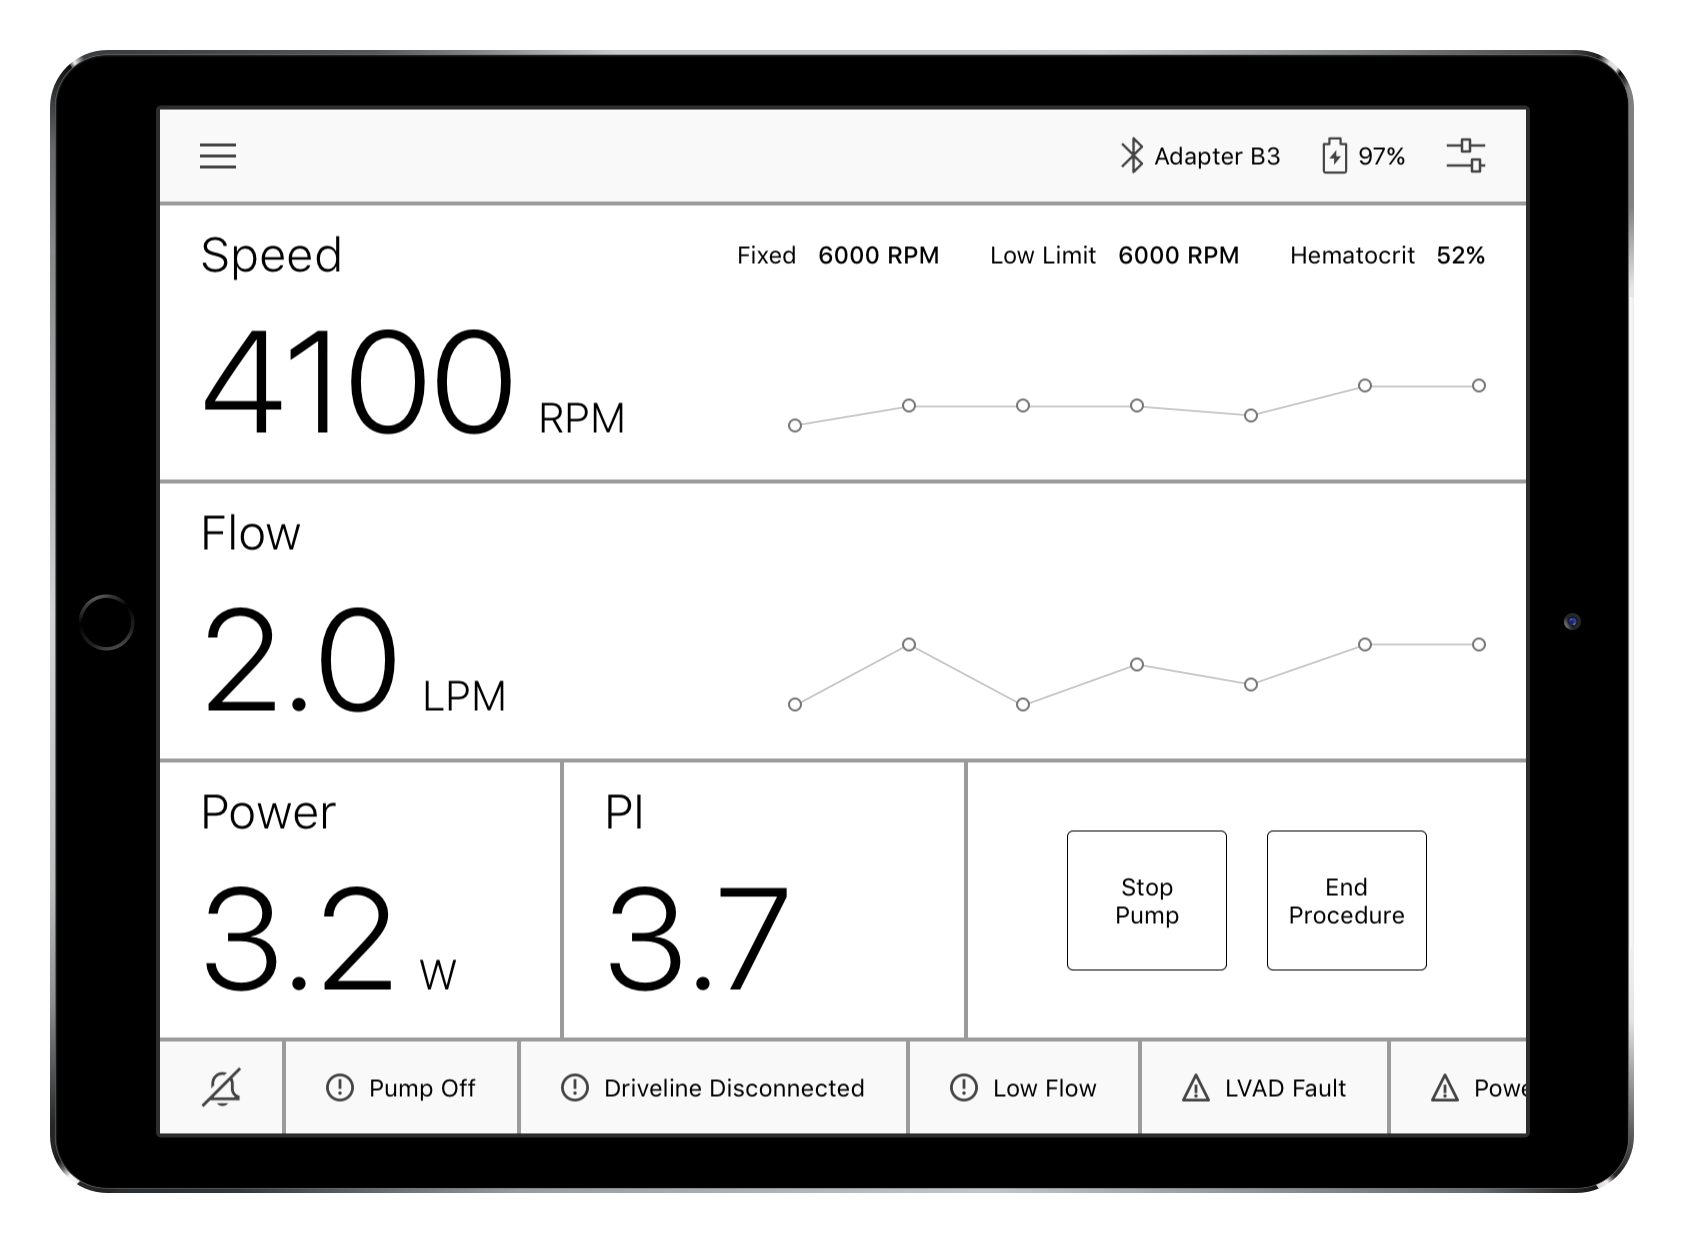 Adapter B3 97%
Speed Fixed 6000 RPM Low Limit 6000 RPM Hematocrit 52%
4100 RPM
Flow
2.0 LPM
Power
3.2 W
PI
3.7
Stop
Pump
End
Procedure
Pump Off Driveline Disconnected Low Flow LVAD Fault Powe